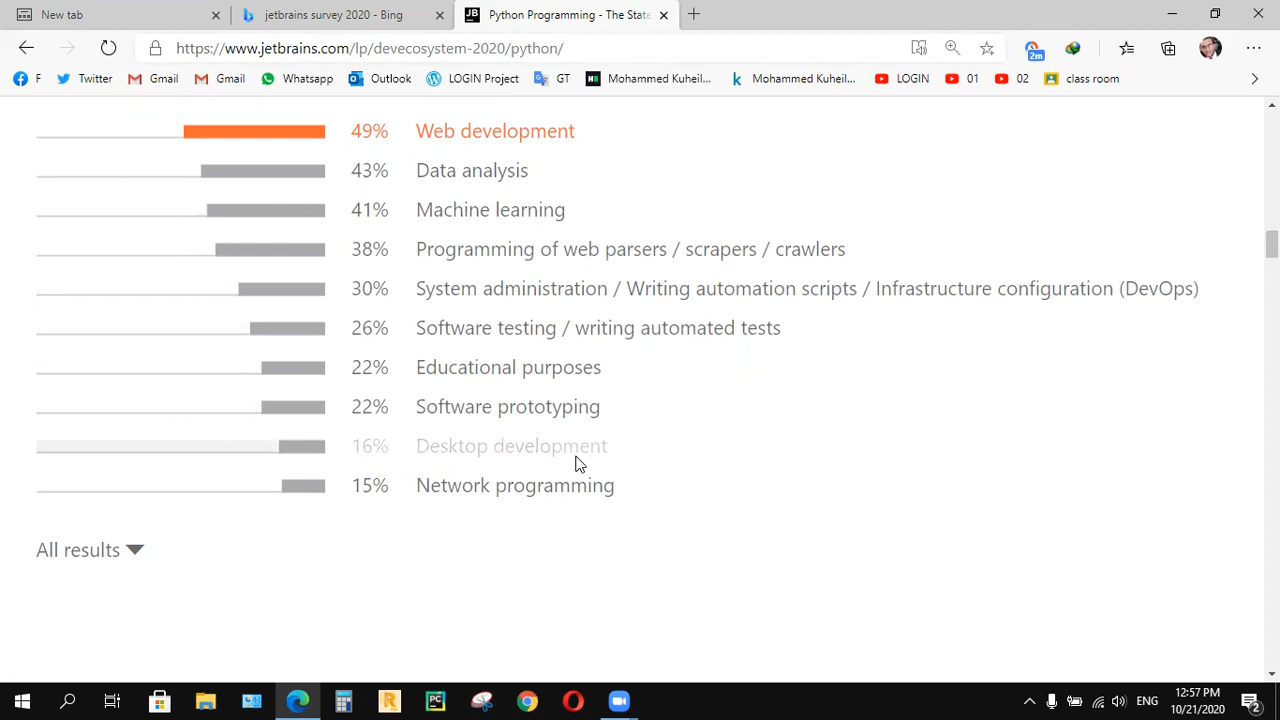 New tab
jetbrains survey 2020 - Bing
Python Programming - The State
https://www.jetbrains.com/lp/devecosystem-2020/python/
2m
F Twitter Gmail Gmail Whatsapp Outlook LOGIN Project GT Mohammed Kuheil... Mohammed Kuheil... LOGIN 01 02 class room
49% Web development
43% Data analysis
41% Machine learning
38% Programming of web parsers / scrapers / crawlers
30% System administration / Writing automation scripts / Infrastructure configuration (DevOps)
26% Software testing / writing automated tests
22% Educational purposes
22% Software prototyping
16% Desktop development
15% Network programming
All results
ENG
12:57 PM
10/21/2020
2